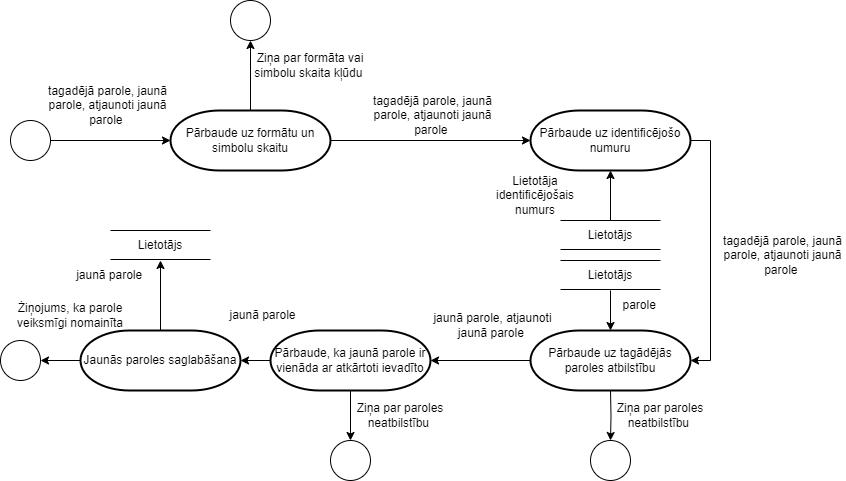 Ziņa par formāta vai
simbolu skaita kļūdu
tagadējā parole, jaunā
parole, atjaunoti jaunā
parole
Pārbaude uz formātu un
simbolu skaitu
tagadējā parole, jaunā
parole, atjaunoti jaunā
parole
Pārbaude uz identificējošo
numuru
Lietotāja
identificējošais
numurs
Lietotājs
Lietotājs
tagadējā parole, jaunā
parole, atjaunoti jaunā
parole
parole
Pārbaude uz tagādējās
paroles atbilstību
Ziņa par paroles
neatbilstību
jaunā parole, atjaunoti
jaunā parole
Pārbaude, ka jaunā parole ir
vienāda ar atkārtoti ievadīto
Ziņa par paroles
neatbilstību
jaunā parole
Jaunās paroles saglabāšana
jaunā parole
Lietotājs
Žiņojums, ka parole
veiksmīgi nomainīta